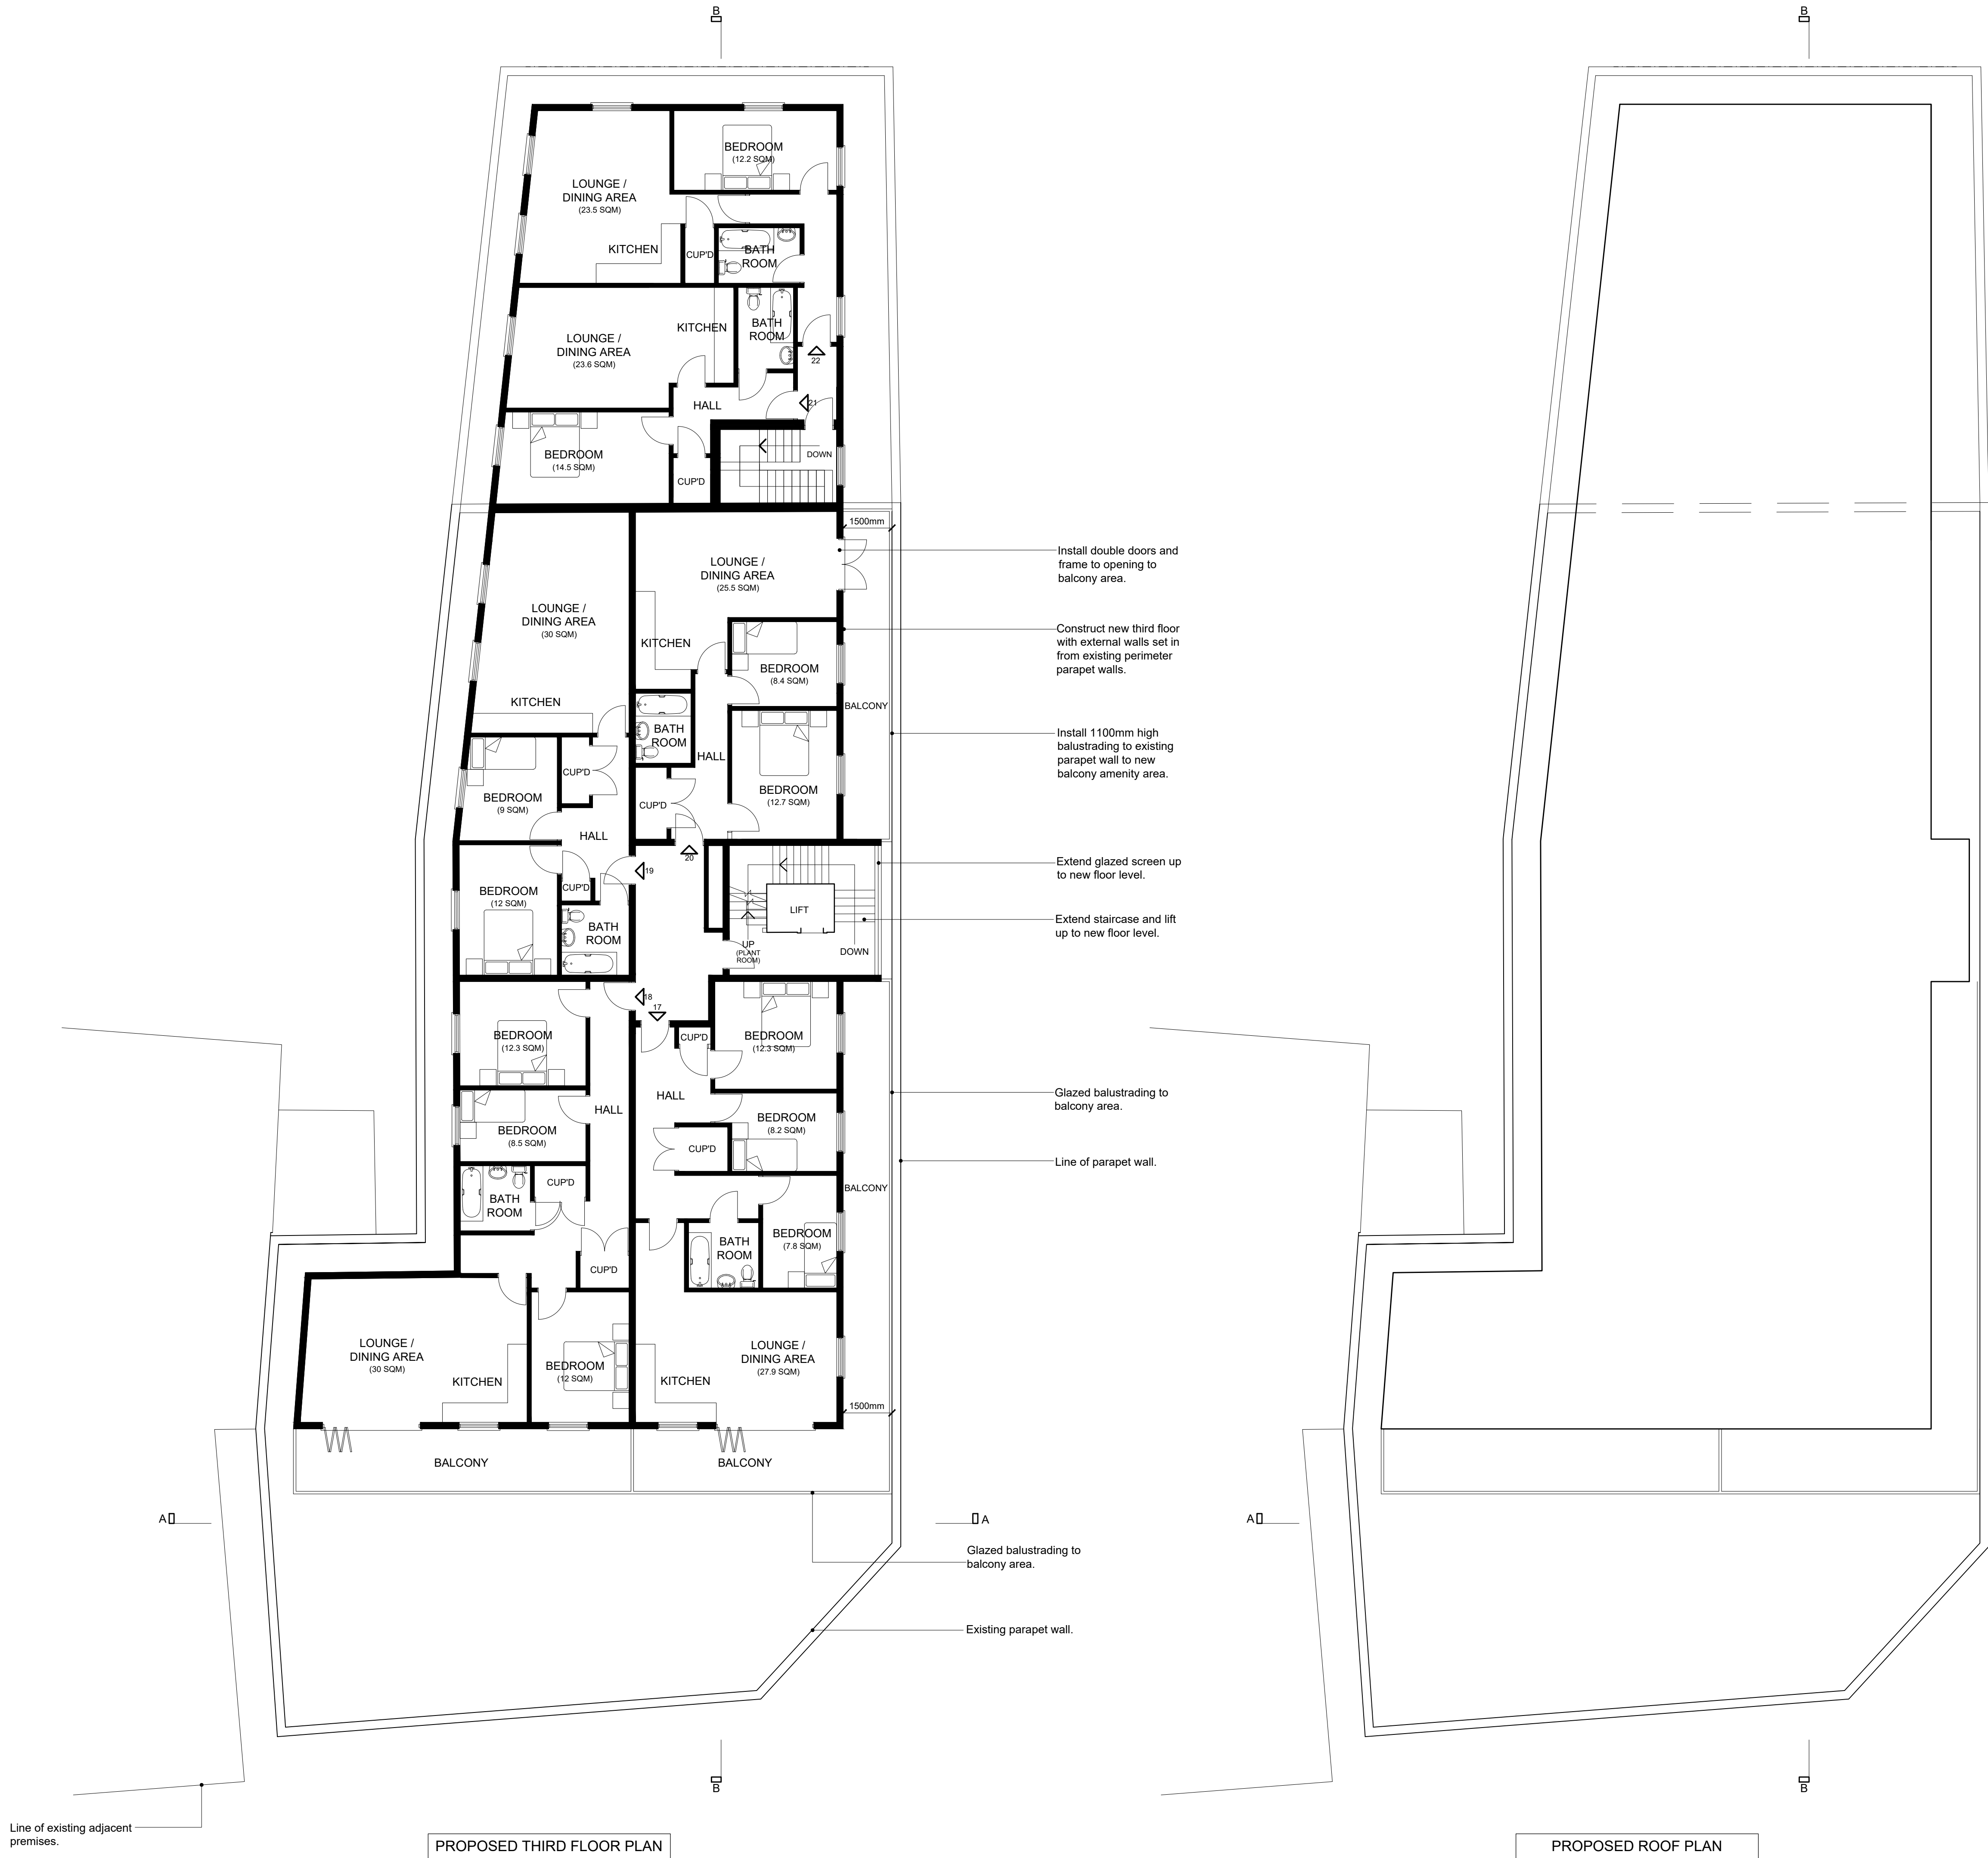 B
B
BEDROOM
(12.2 SQM)
LOUNGE /
DINING AREA
(23.5 SQM)
KITCHEN
CUP'D
BATH
ROOM
LOUNGE /
DINING AREA
(23.6 SQM)
KITCHEN
BATH
ROOM
22
21
HALL
BEDROOM
(14.5 SQM)
CUP'D
DOWN
1500mm
LOUNGE /
DINING AREA
(25.5 SQM)
Install double doors and
frame to opening to
balcony area.
LOUNGE /
DINING AREA
(30 SQM)
KITCHEN
KITCHEN
BEDROOM
(8.4 SQM)
Construct new third floor
with external walls set in
from existing perimeter
parapet walls.
BALCONY
BATH
ROOM
HALL
Install 1100mm high
balustrading to existing
parapet wall to new
balcony amenity area.
CUP'D
BEDROOM
(9 SQM)
CUP'D
BEDROOM
(12.7 SQM)
HALL
20
19
Extend glazed screen up
to new floor level.
BEDROOM
(12 SQM)
CUP'D
LIFT
Extend staircase and lift
up to new floor level.
BATH
ROOM
UP
(PLANT
ROOM)
DOWN
18
17
BEDROOM
(12.3 SQM)
CUP'D
BEDROOM
(12.3 SQM)
HALL
HALL
Glazed balustrading to
balcony area.
BEDROOM
(8.5 SQM)
BEDROOM
(8.2 SQM)
CUP'D
Line of parapet wall.
CUP'D
BATH
ROOM
BALCONY
BATH
ROOM
BEDROOM
(7.8 SQM)
CUP'D
LOUNGE /
DINING AREA
(30 SQM)
KITCHEN
BEDROOM
(12 SQM)
KITCHEN
LOUNGE /
DINING AREA
(27.9 SQM)
1500mm
BALCONY
BALCONY
A
A
A
Glazed balustrading to
balcony area.
Existing parapet wall.
B
B
Line of existing adjacent
premises.
PROPOSED THIRD FLOOR PLAN
PROPOSED ROOF PLAN